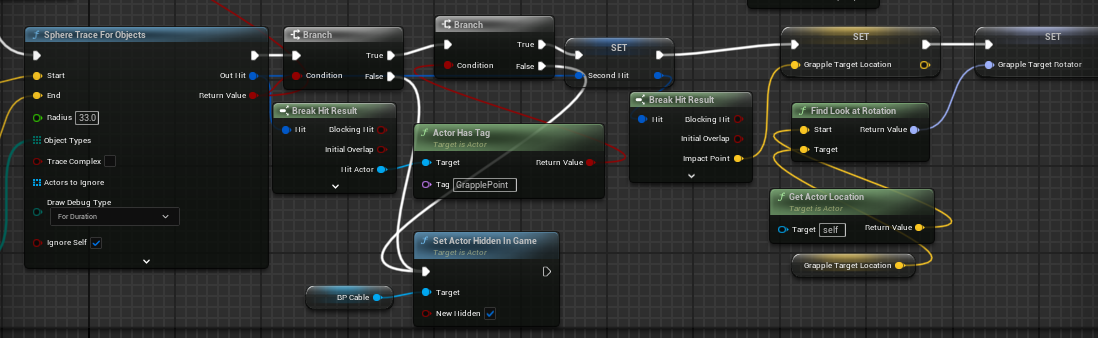 Sphere Trace For Objects
Start
Out Hit
End
Return Value
Radius 33.0
Object Types
Trace Complex
Actors to Ignore
Draw Debug Type
For Duration
Ignore Self
Branch
True
Condition
False
Break Hit Result
Hit
Blocking Hit
Initial Overlap
Hit Actor
Branch
True
Condition
False
Actor Has Tag
Target is Actor
Target
Return Value
Tag GrapplePoint
Set Actor Hidden In Game
Target is Actor
Target
New Hidden
BP Cable
SET
Second Hit
Break Hit Result
Hit
Blocking Hit
Initial Overlap
Impact Point
SET
Grapple Target Location
Find Look at Rotation
Start
Return Value
Target
Get Actor Location
Target is Actor
Target self
Return Value
Grapple Target Location
SET
Grapple Target Rotator